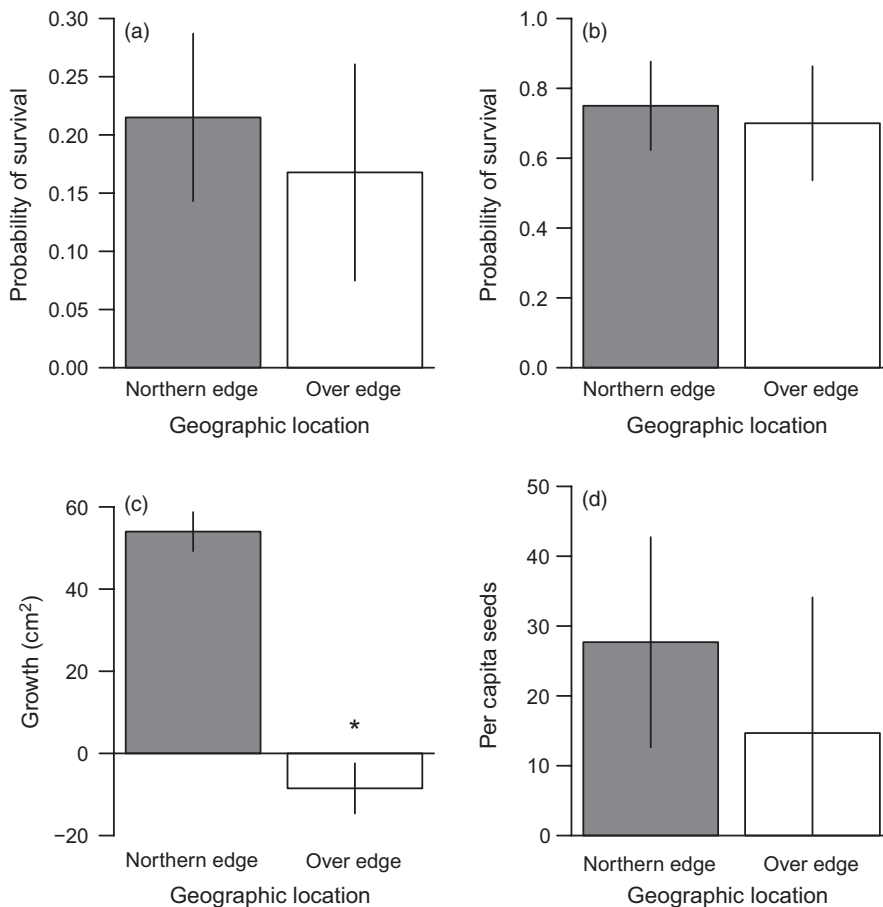 (a)
Probability of survival
0.30
0.25
0.20
0.15
0.10
0.05
0.00
Northern edge
Over edge
Geographic location
(b)
Probability of survival
1.0
0.8
0.6
0.4
0.2
0.0
Northern edge
Over edge
Geographic location
(c)
Growth (cm²)
60
40
20
0
−20
*
Northern edge
Over edge
Geographic location
(d)
Per capita seeds
50
40
30
20
10
0
Northern edge
Over edge
Geographic location